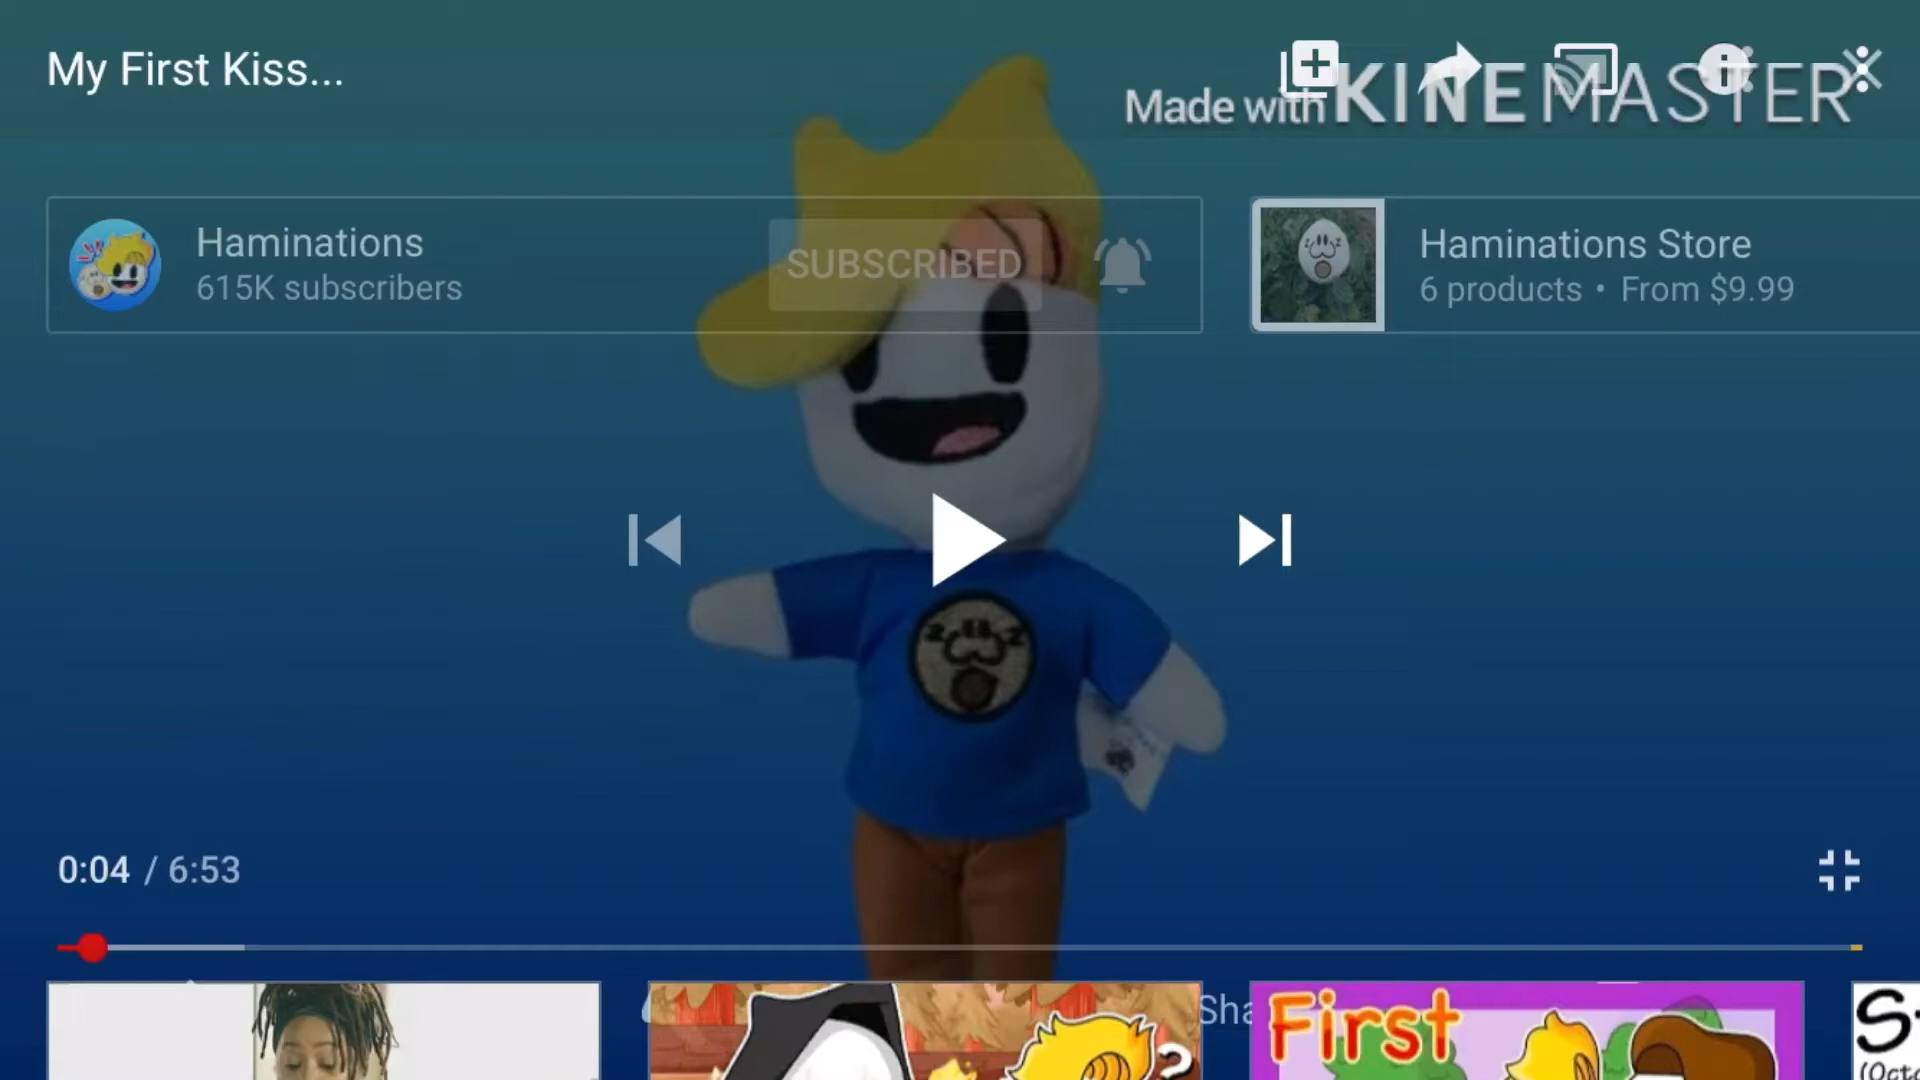 My First Kiss...
Made with KINEMASTER
Haminations
615K subscribers
SUBSCRIBED
Haminations Store
6 products • From $9.99
0:04 / 6:53
Sha
First
?